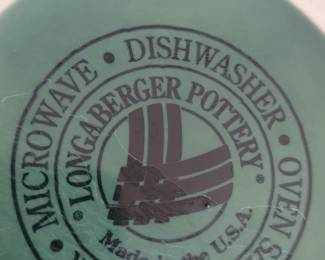 MICROWAVE • DISHWASHER • OVEN
LONGABERGER POTTERY
Made in the U.S.A.